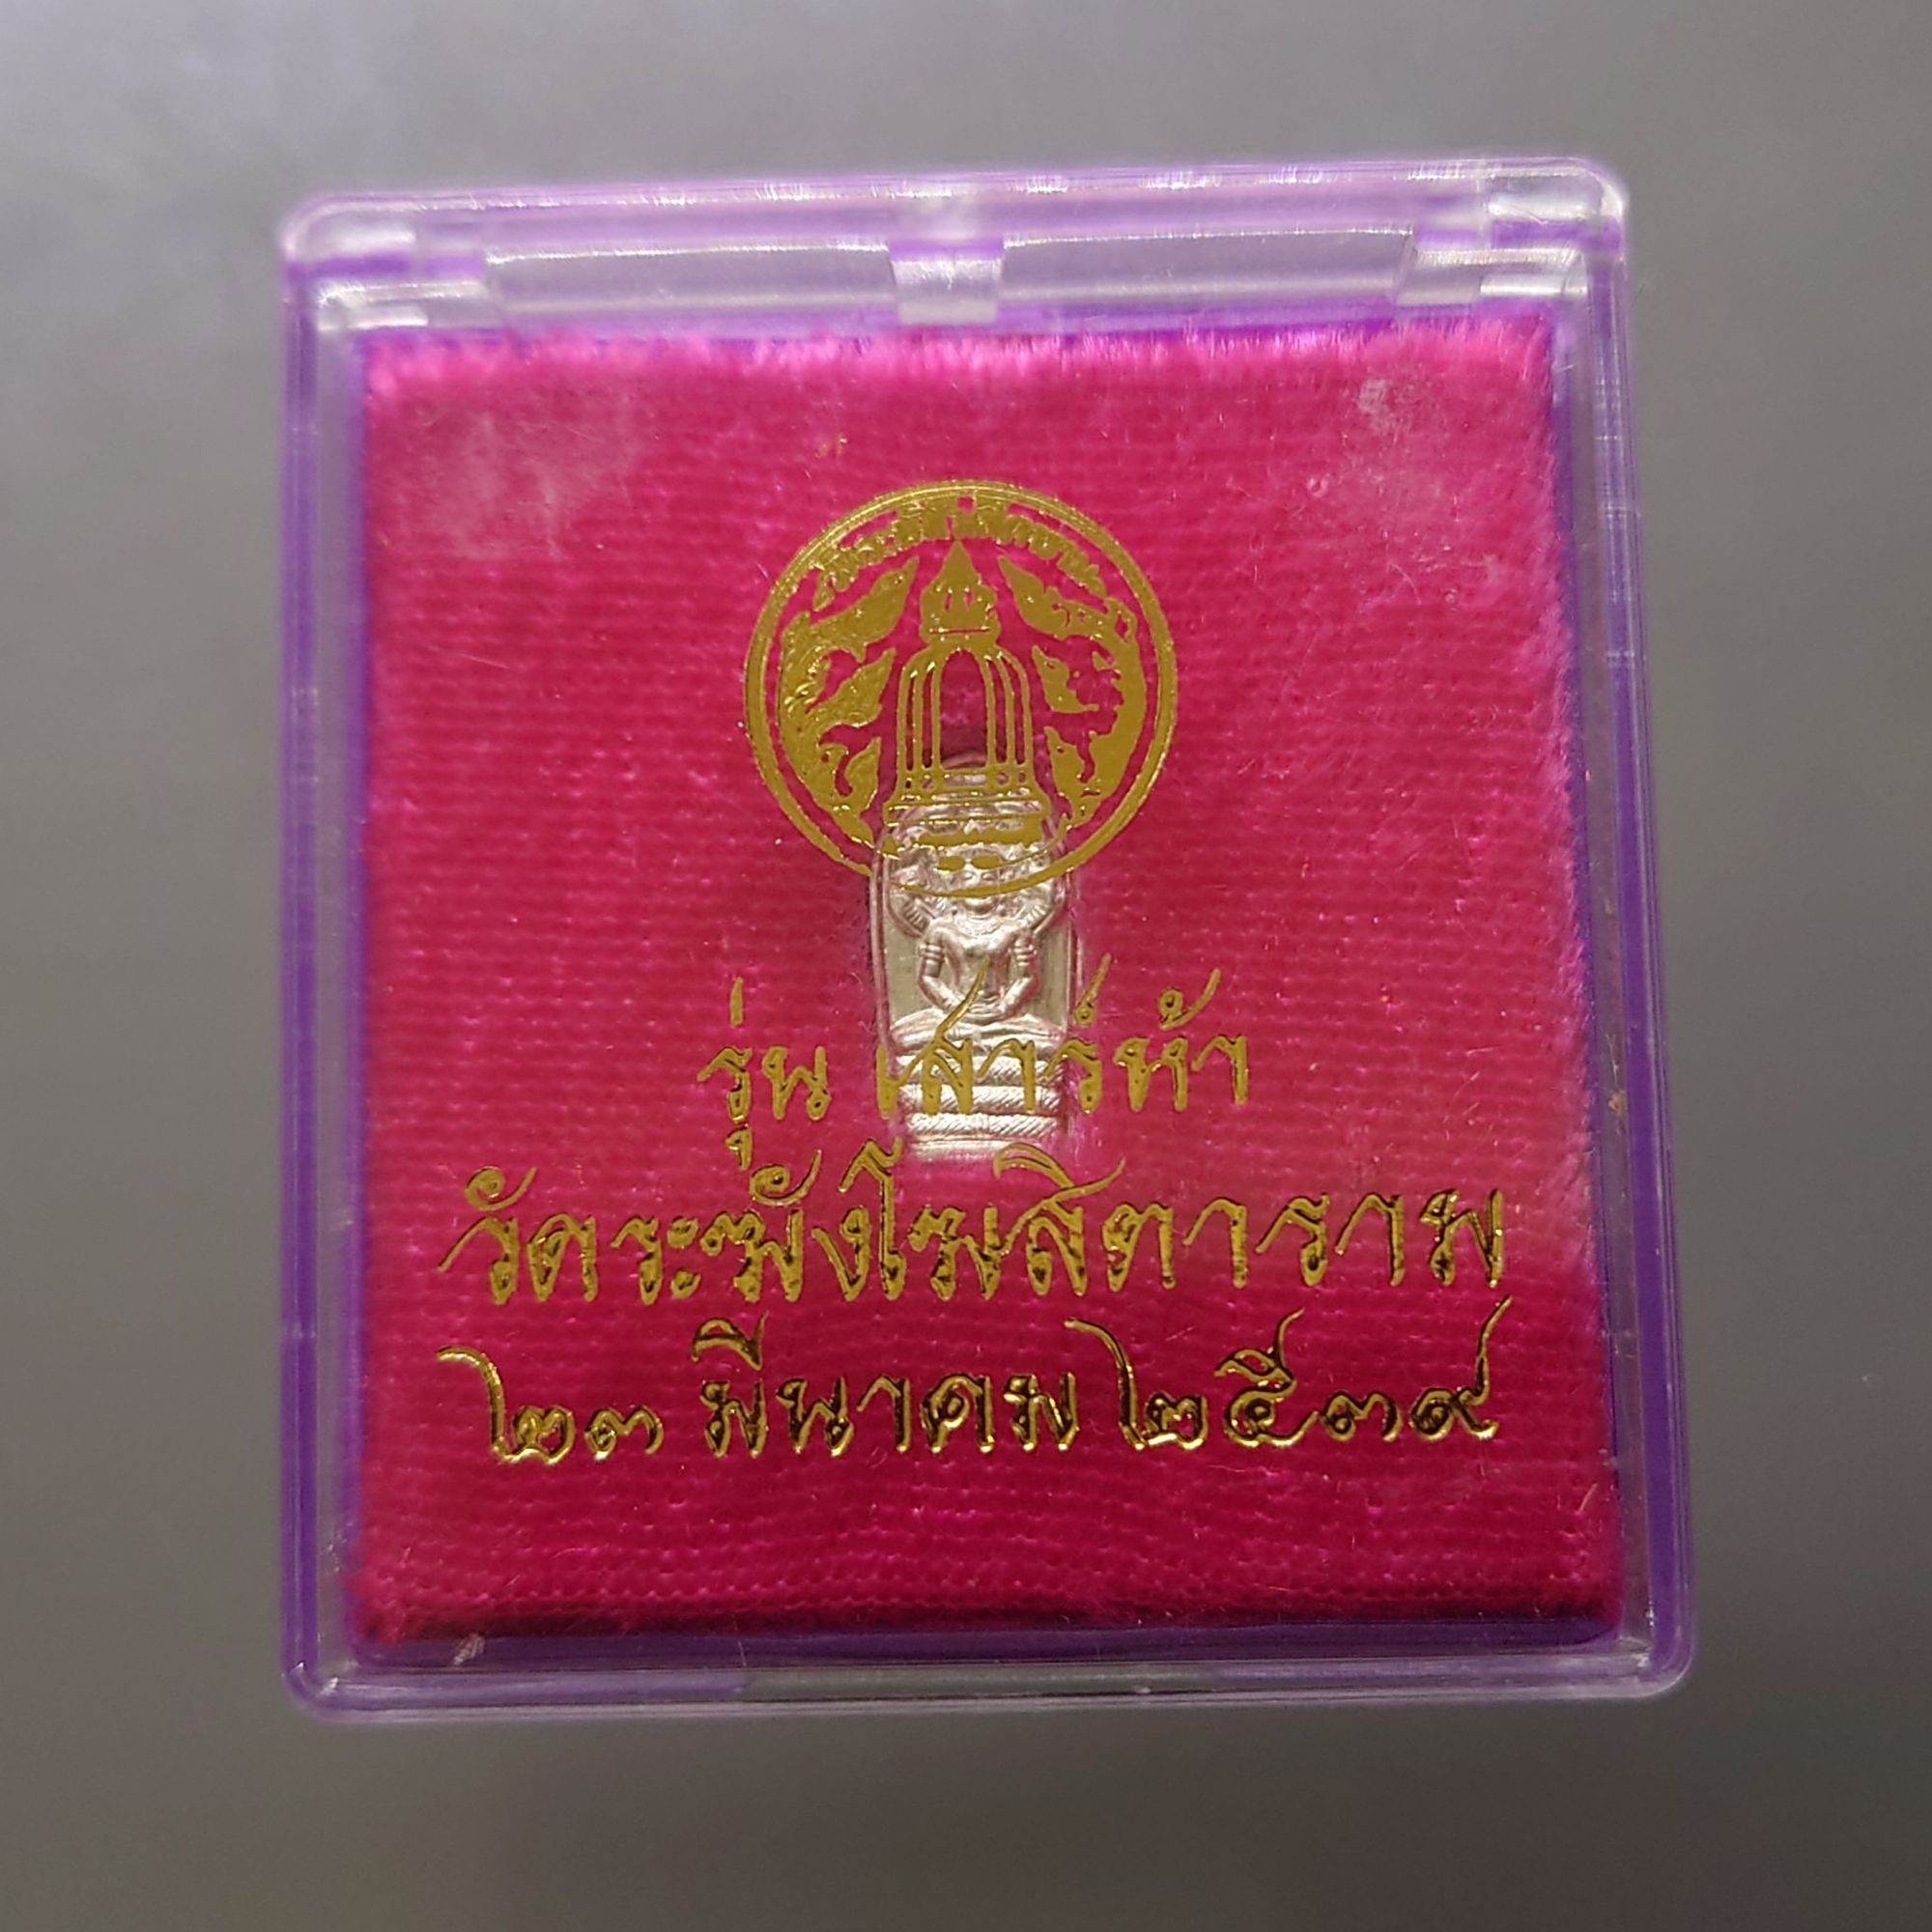 รุ่น เสาร์ห้า
วัดระฆังโฆสิตาราม
๒๓ มีนาคม ๒๕๓๙